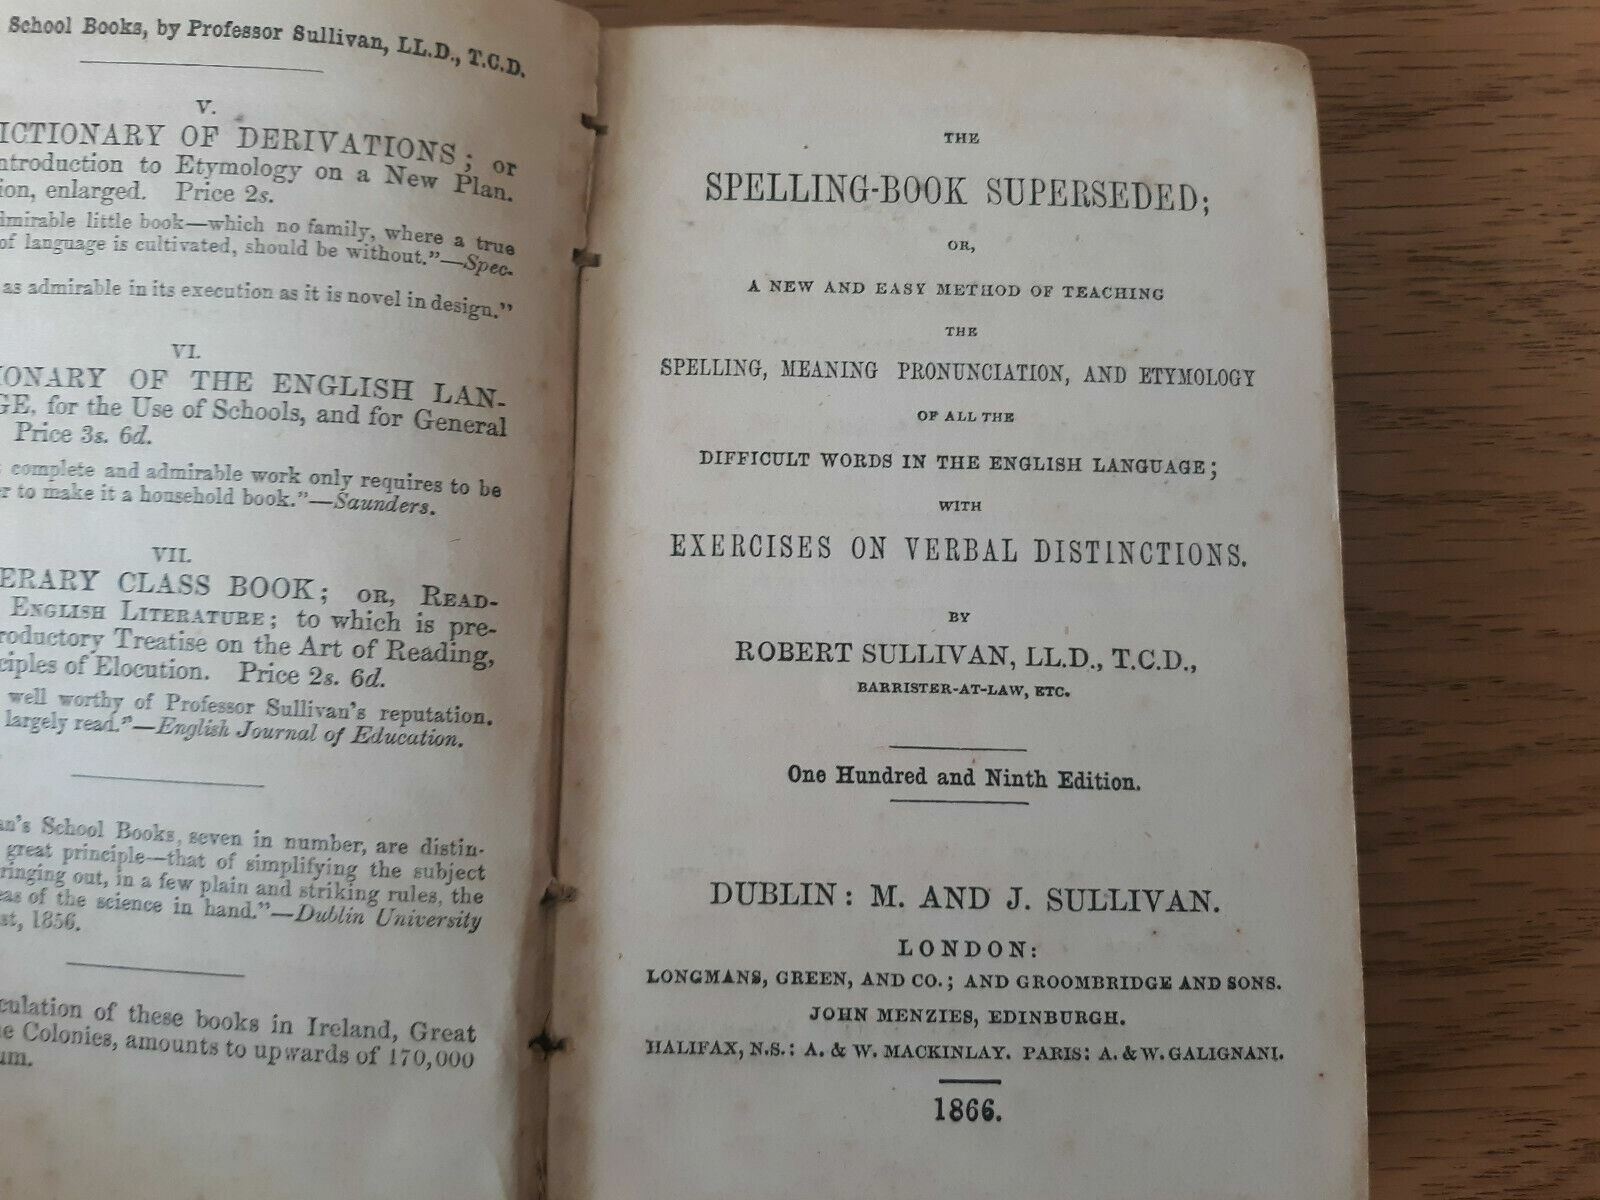 School Books, by Professor Sullivan, LL.D., T.C.D.
V.
ICTIONARY OF DERIVATIONS; or
ntroduction to Etymology on a New Plan.
ion, enlarged. Price 2s.
dmirable little book—which no family, where a true
of language is cultivated, should be without."—Spec-
as admirable in its execution as it is novel in design."
VI.
IONARY OF THE ENGLISH LAN-
GE, for the Use of Schools, and for General
Price 3s. 6d.
complete and admirable work only requires to be
er to make it a household book."—Saunders.
VII.
ERARY CLASS BOOK; OR, READ-
ENGLISH LITERATURE; to which is pre-
roductory Treatise on the Art of Reading,
ciples of Elocution. Price 2s. 6d.
well worthy of Professor Sullivan's reputation.
largely read."—English Journal of Education.
an's School Books, seven in number, are distin-
great principle—that of simplifying the subject
ringing out, in a few plain and striking rules, the
eas of the science in hand."—Dublin University
st, 1856.
culation of these books in Ireland, Great
e Colonies, amounts to upwards of 170,000
um.
THE
SPELLING-BOOK SUPERSEDED;
OR,
A NEW AND EASY METHOD OF TEACHING
THE
SPELLING, MEANING PRONUNCIATION, AND ETYMOLOGY
OF ALL THE
DIFFICULT WORDS IN THE ENGLISH LANGUAGE;
WITH
EXERCISES ON VERBAL DISTINCTIONS.
BY
ROBERT SULLIVAN, LL.D., T.C.D.,
BARRISTER-AT-LAW, ETC.
One Hundred and Ninth Edition.
DUBLIN: M. AND J. SULLIVAN.
LONDON:
LONGMANS, GREEN, AND CO.; AND GROOMBRIDGE AND SONS.
JOHN MENZIES, EDINBURGH.
HALIFAX, N.S.: A. & W. MACKINLAY. PARIS: A. & W. GALIGNANI.
1866.